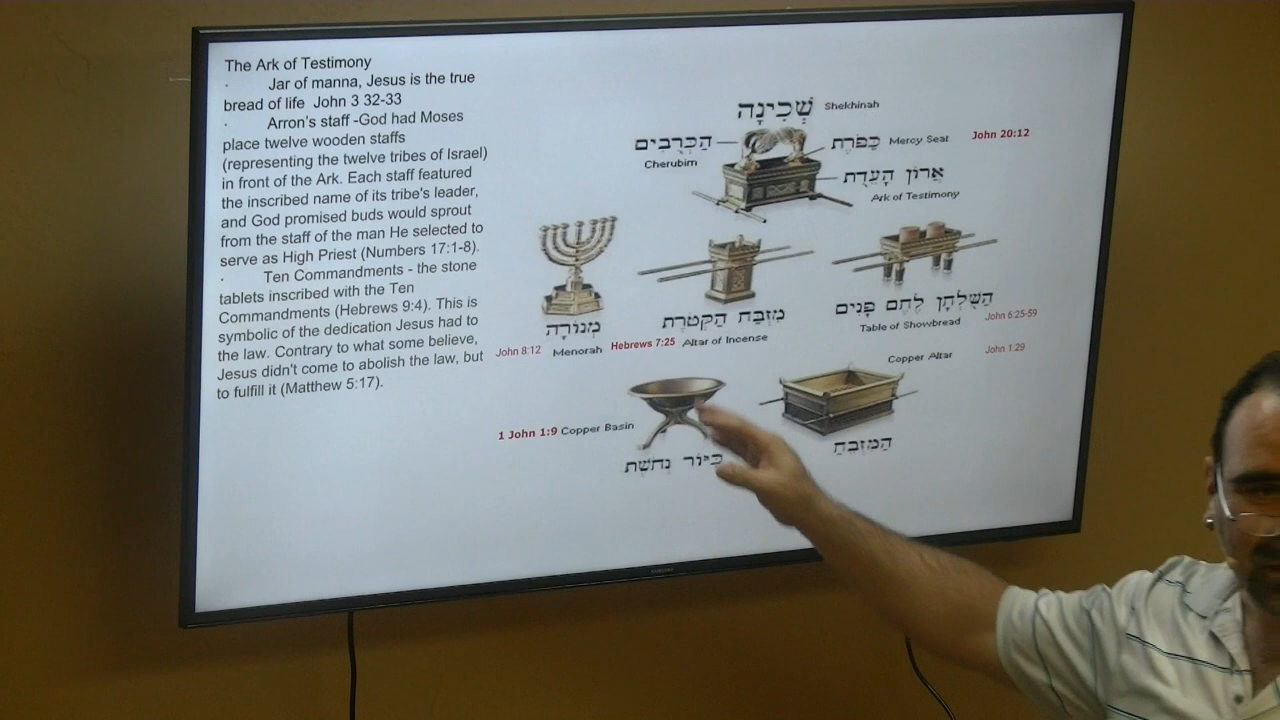 The Ark of Testimony
· Jar of manna, Jesus is the true
bread of life John 3 32-33
· Arron's staff -God had Moses
place twelve wooden staffs
(representing the twelve tribes of Israel)
in front of the Ark. Each staff featured
the inscribed name of its tribe's leader,
and God promised buds would sprout
from the staff of the man He selected to
serve as High Priest (Numbers 17:1-8).
· Ten Commandments - the stone
tablets inscribed with the Ten
Commandments (Hebrews 9:4). This is
symbolic of the dedication Jesus had to
the law. Contrary to what some believe,
Jesus didn't come to abolish the law, but
to fulfill it (Matthew 5:17).
שְׁכִינָה Shekhinah
הַכְּרֻבִים
Cherubim
כַּפֹּרֶת Mercy Seat John 20:12
אֲרוֹן הָעֵדֻת
Ark of Testimony
מְנוֹרָה
John 8:12 Menorah
מִזְבַּח הַקְּטֹרֶת
Hebrews 7:25 Altar of Incense
הַשֻּׁלְחָן לֶחֶם פָּנִים
Table of Showbread John 6:25-59
Copper Altar John 1:29
הַמִּזְבֵּחַ
1 John 1:9 Copper Basin
כִּיּוֹר נְחֹשֶׁת
SAMSUNG